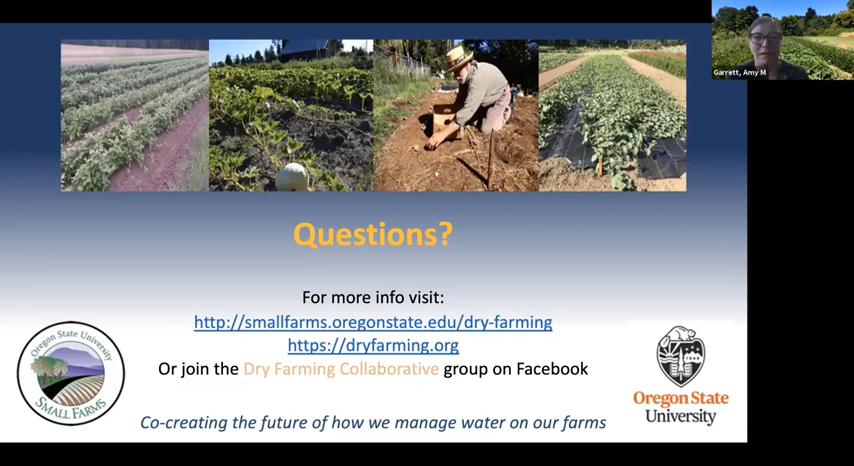 Garrett, Amy M
Questions?
For more info visit:
http://smallfarms.oregonstate.edu/dry-farming
https://dryfarming.org
Or join the Dry Farming Collaborative group on Facebook
Oregon State University
SMALL FARMS
Oregon State
University
Co-creating the future of how we manage water on our farms